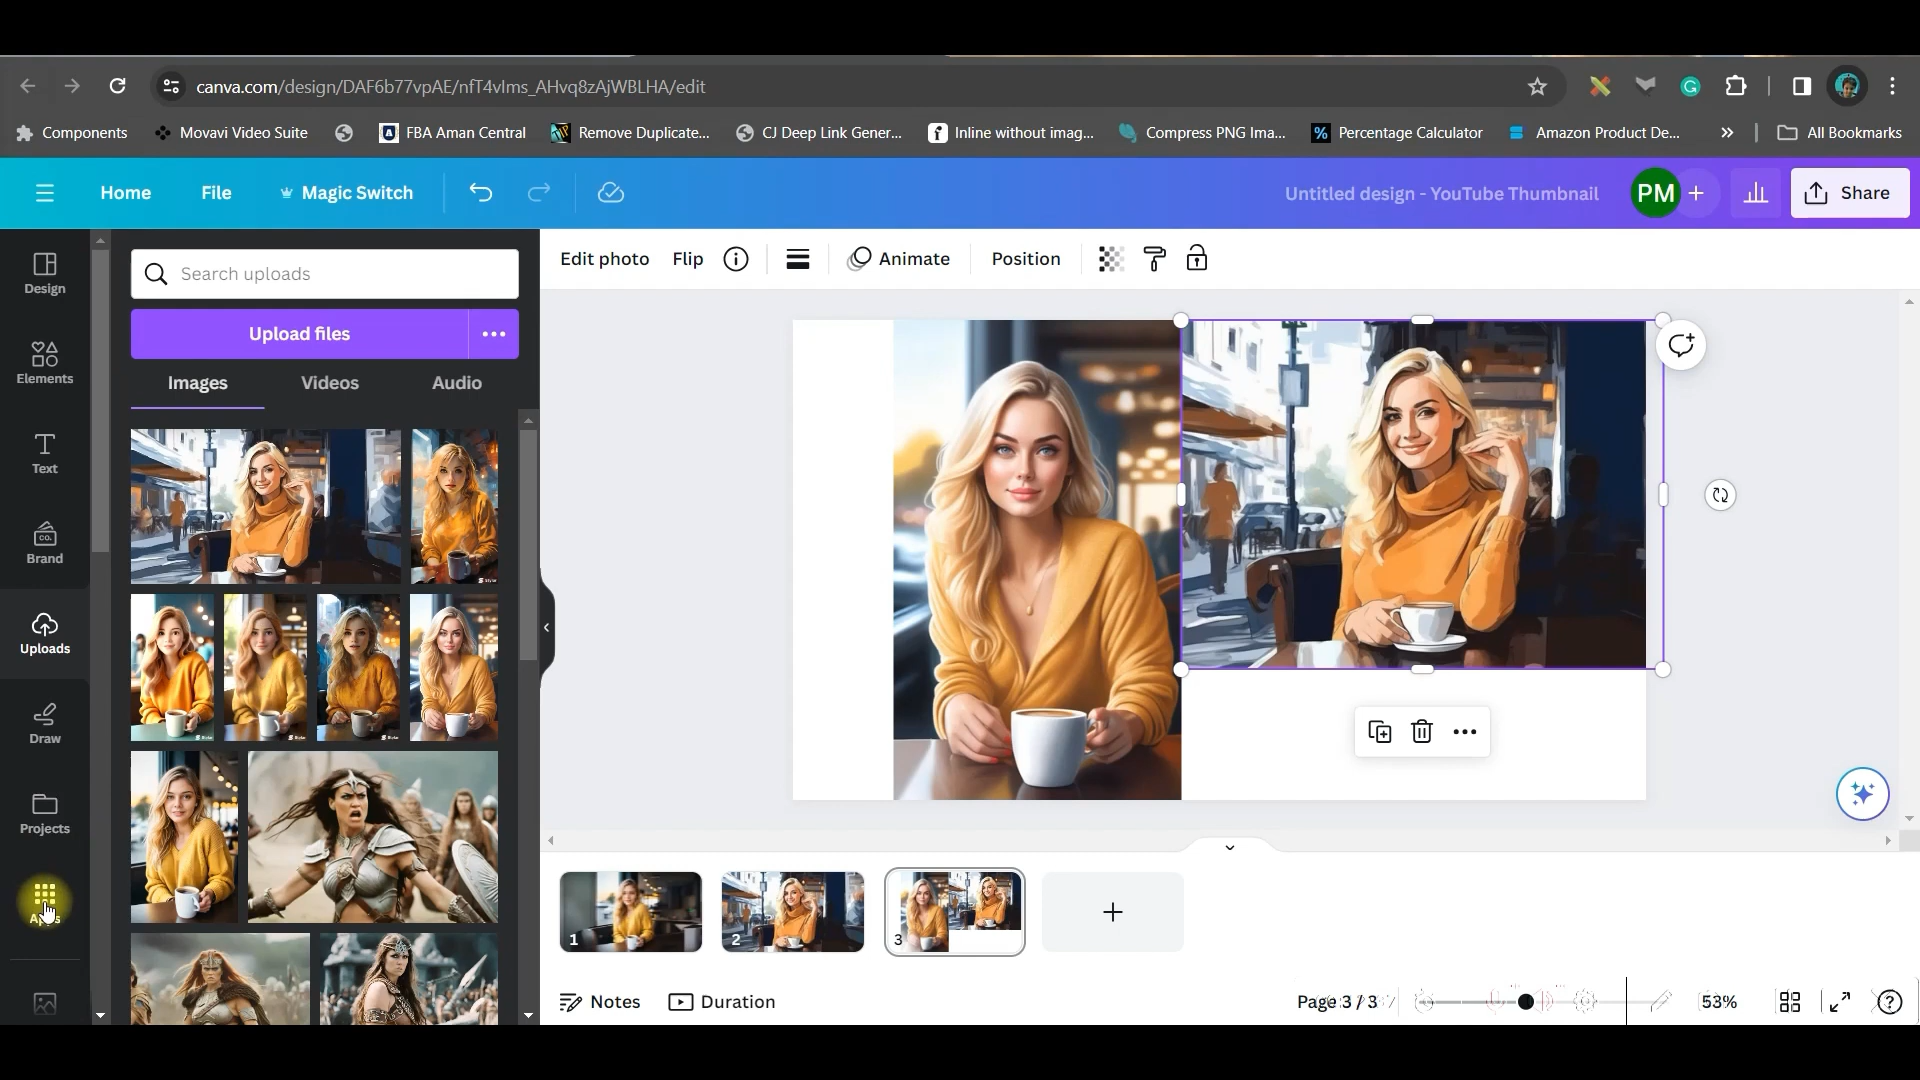 canva.com/design/DAF6b77vpAE/nfT4vlms_AHvq8zAjWBLHA/edit
Components
Movavi Video Suite
FBA Aman Central
Remove Duplicate...
CJ Deep Link Gener...
Inline without imag...
Compress PNG Ima...
Percentage Calculator
Amazon Product De...
All Bookmarks
Home
File
Magic Switch
Untitled design - YouTube Thumbnail
PM
Share
Design
Elements
Text
Brand
Uploads
Draw
Projects
Apps
Search uploads
Upload files
Images
Videos
Audio
Edit photo
Flip
Animate
Position
1
2
3
Notes
Duration
Page 3 / 3
53%